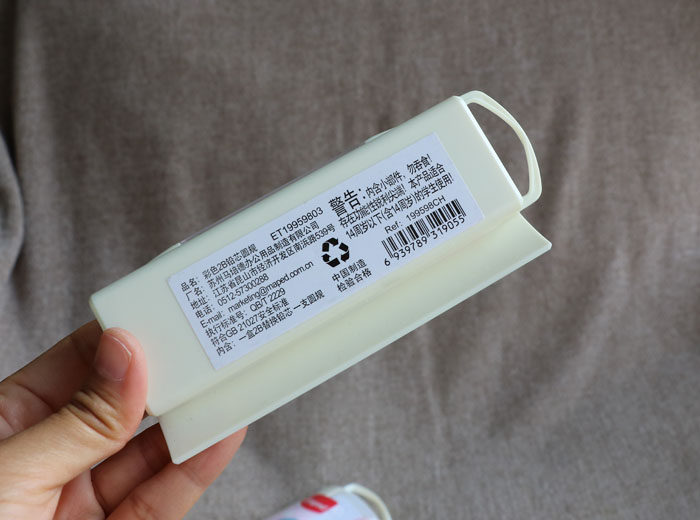 品名：彩色2B铅芯圆规 ET19959803
厂名：苏州马培德办公用品制造有限公司
地址：江苏省昆山市经济开发区南浜路539号
电话：0512-57300288
E-mail：marketing@maped.com.cn
执行标准号：QB/T 2229
符合GB 21027安全标准
内含：一盒2B替换铅芯 一支圆规
中国制造
检验合格
警告：内含小部件，勿吞食！
存在功能性锐利尖端！本产品适合
14周岁以下(含14周岁)的学生使用！
Ref: 199598CH
6 939789 319035